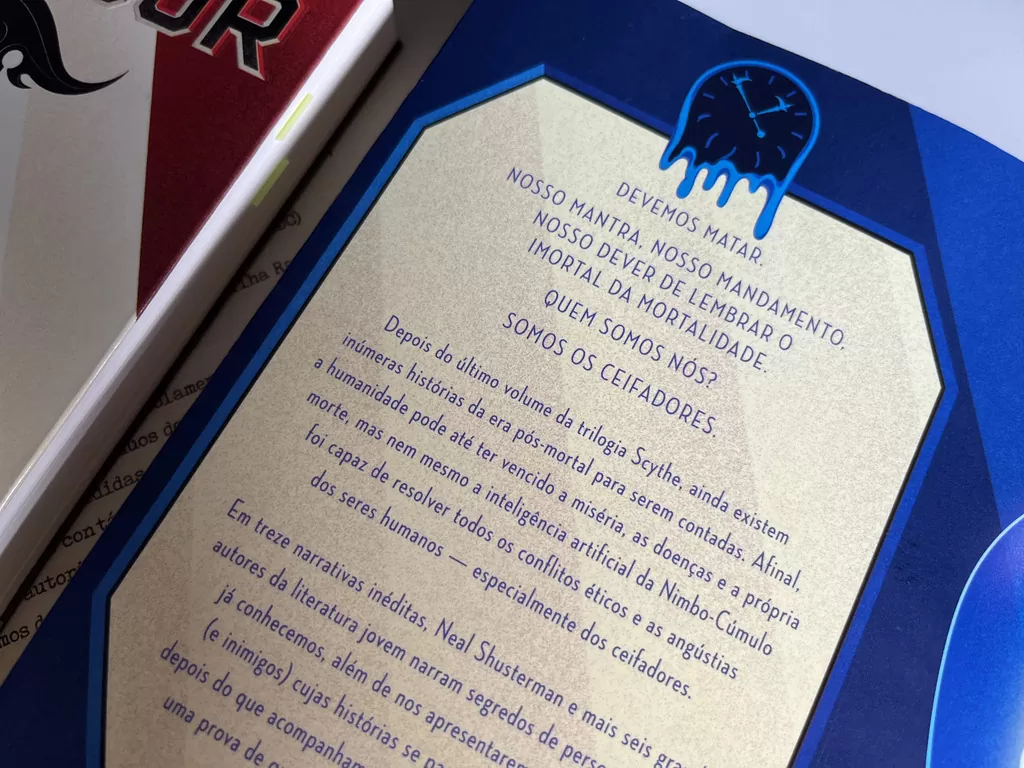 DEVEMOS MATAR.
NOSSO MANTRA, NOSSO MANDAMENTO,
NOSSO DEVER DE LEMBRAR O
IMORTAL DA MORTALIDADE.
QUEM SOMOS NÓS?
SOMOS OS CEIFADORES.
Depois do último volume da trilogia Scythe, ainda existem
inúmeras histórias da era pós-mortal para serem contadas. Afinal,
a humanidade pode até ter vencido a miséria, as doenças e a própria
morte, mas nem mesmo a inteligência artificial da Nimbo-Cúmulo
foi capaz de resolver todos os conflitos éticos e as angústias
dos seres humanos — especialmente dos ceifadores.
Em treze narrativas inéditas, Neal Shusterman e mais seis
autores da literatura jovem narram segredos de
já conhecemos, além de nos
(e inimigos) cujas histórias se
depois do que
uma prova de